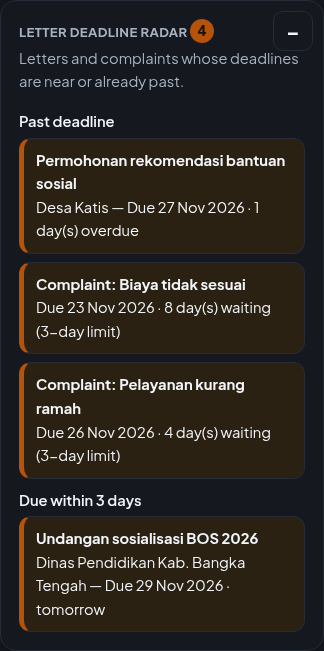 LETTER DEADLINE RADAR 4
–
Letters and complaints whose deadlines
are near or already past.
Past deadline
Permohonan rekomendasi bantuan
sosial
Desa Katis — Due 27 Nov 2026 · 1
day(s) overdue
Complaint: Biaya tidak sesuai
Due 23 Nov 2026 · 8 day(s) waiting
(3-day limit)
Complaint: Pelayanan kurang
ramah
Due 26 Nov 2026 · 4 day(s) waiting
(3-day limit)
Due within 3 days
Undangan sosialisasi BOS 2026
Dinas Pendidikan Kab. Bangka
Tengah — Due 29 Nov 2026 ·
tomorrow